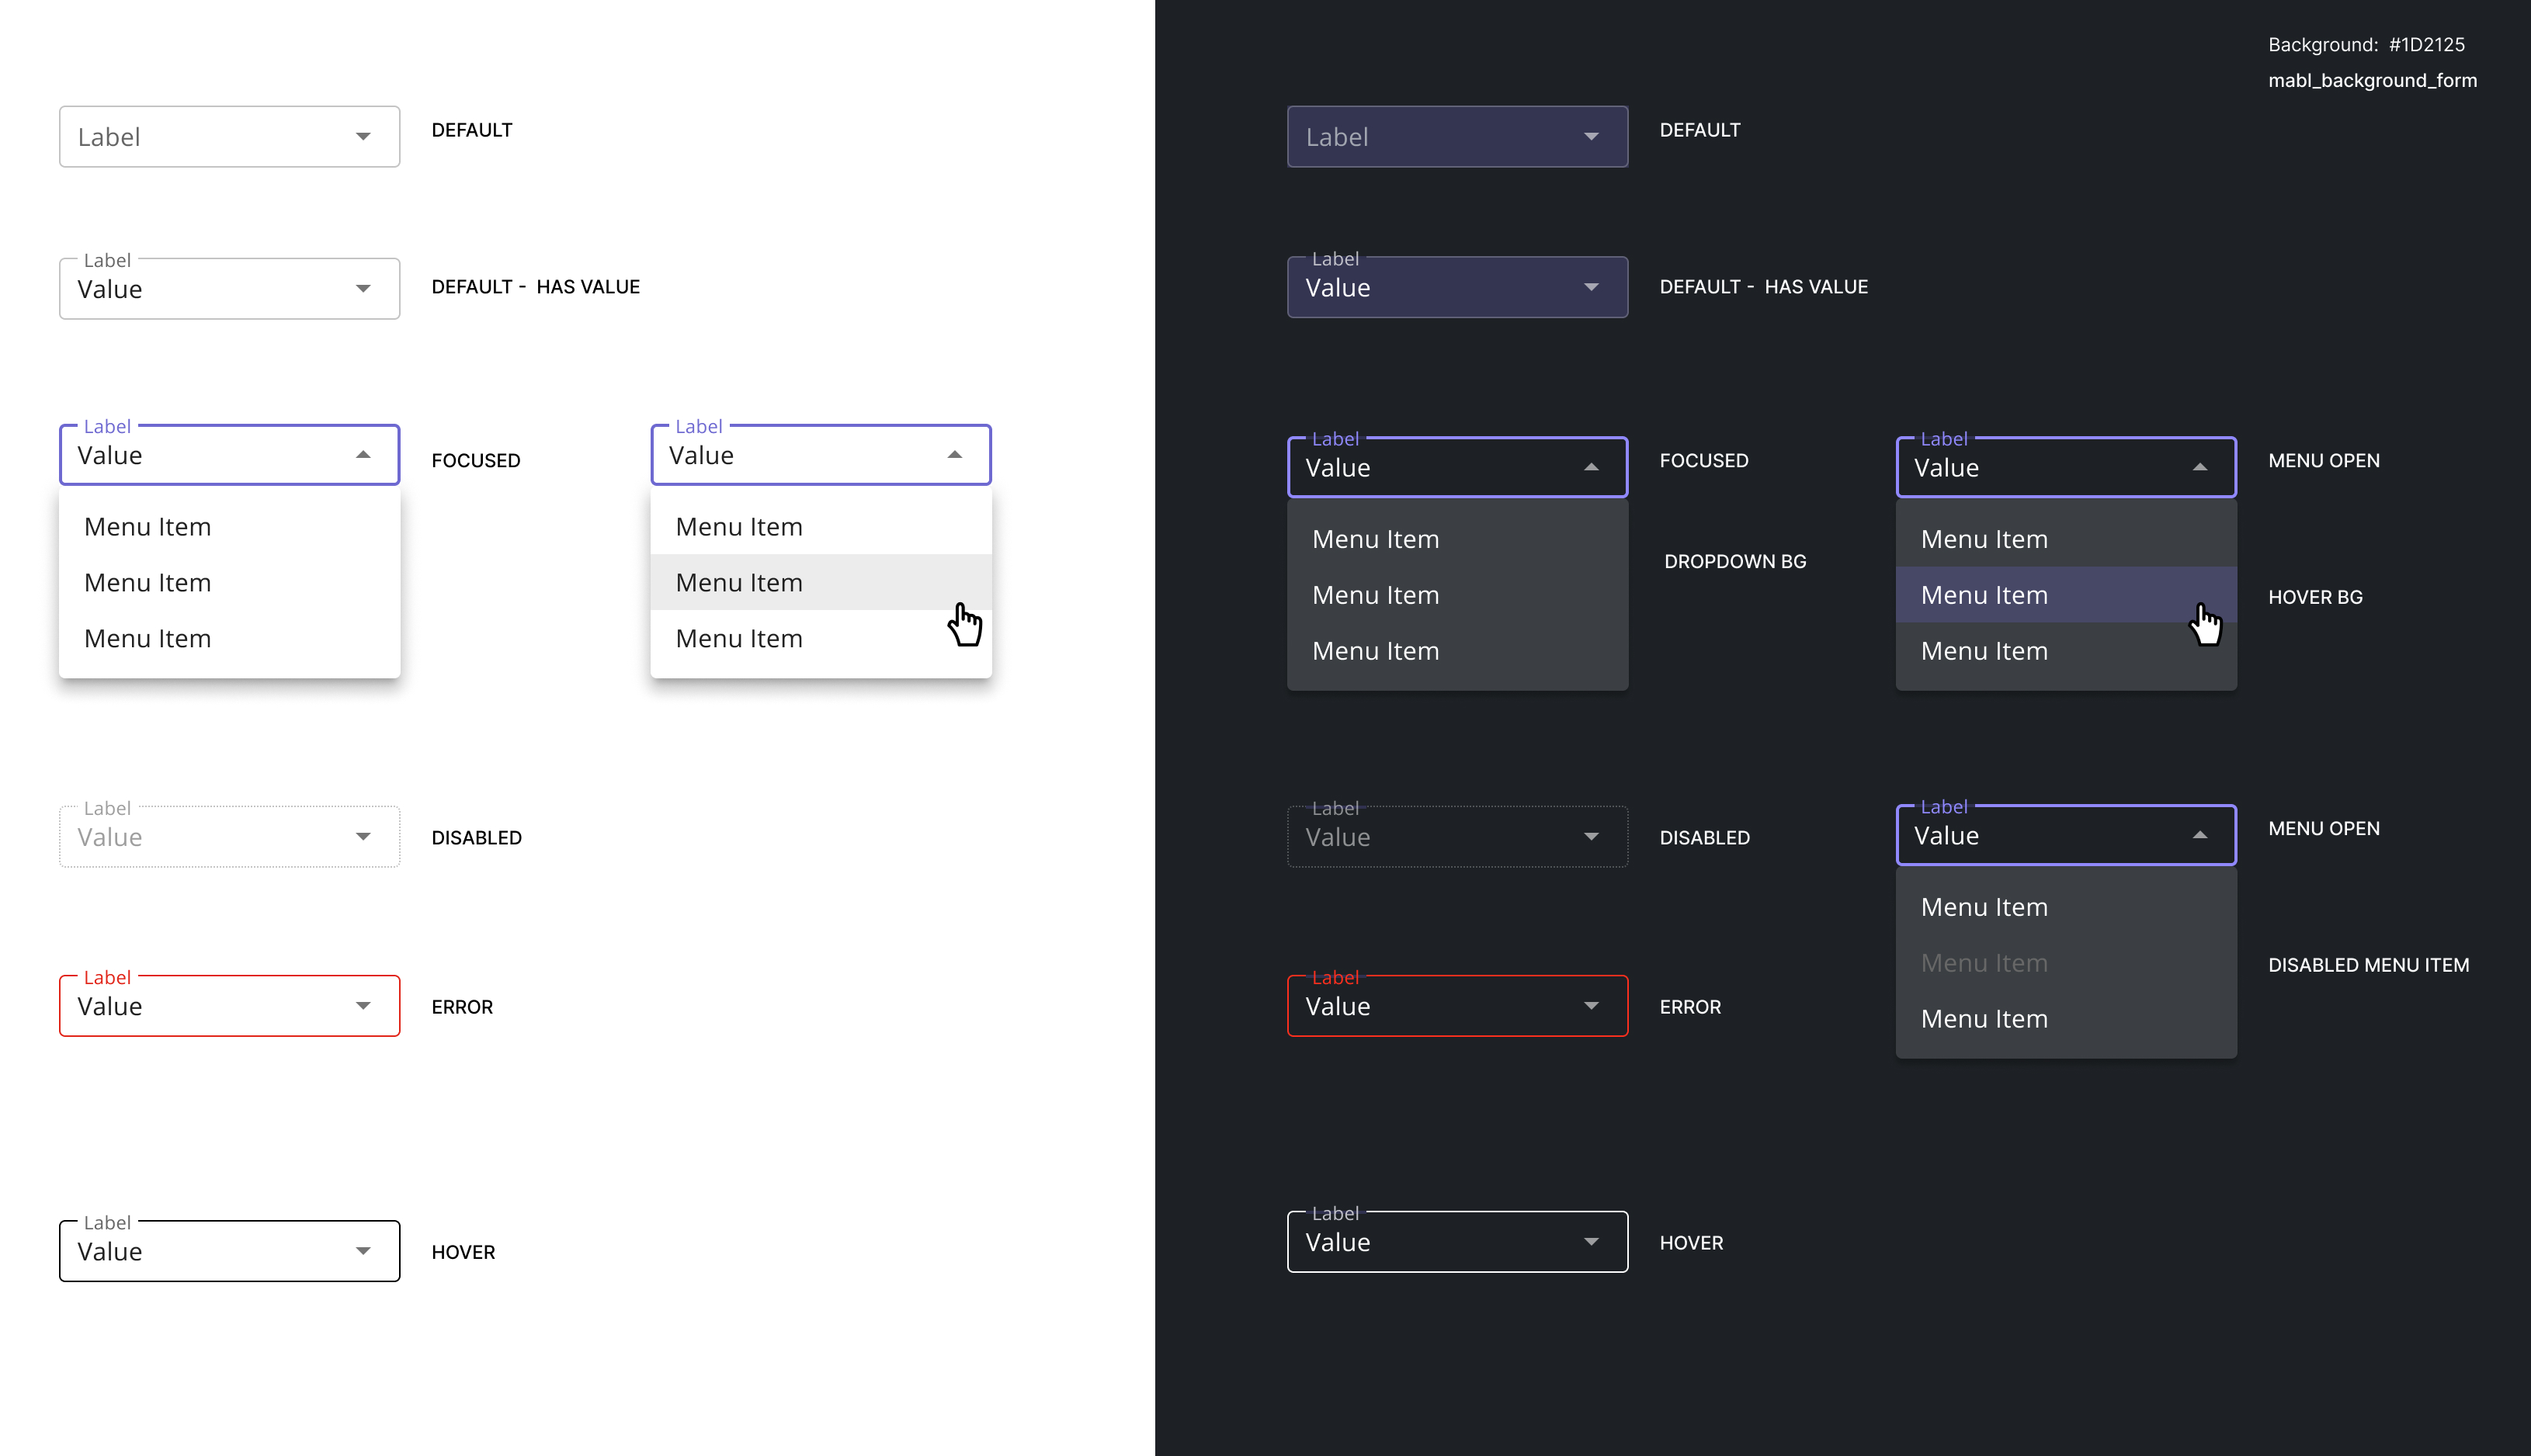 Label
DEFAULT
Label
Value
DEFAULT -  HAS VALUE
Label
Value
FOCUSED
Menu Item
Menu Item
Menu Item
Label
Value
Menu Item
Menu Item
Menu Item
Label
Value
DISABLED
Label
Value
ERROR
Label
Value
HOVER
Background:  #1D2125
mabl_background_form
Label
DEFAULT
Label
Value
DEFAULT -  HAS VALUE
Label
Value
FOCUSED
Menu Item
DROPDOWN BG
Menu Item
Menu Item
Label
Value
MENU OPEN
Menu Item
Menu Item
HOVER BG
Menu Item
Label
Value
DISABLED
Label
Value
MENU OPEN
Menu Item
Menu Item
DISABLED MENU ITEM
Menu Item
Label
Value
ERROR
Label
Value
HOVER